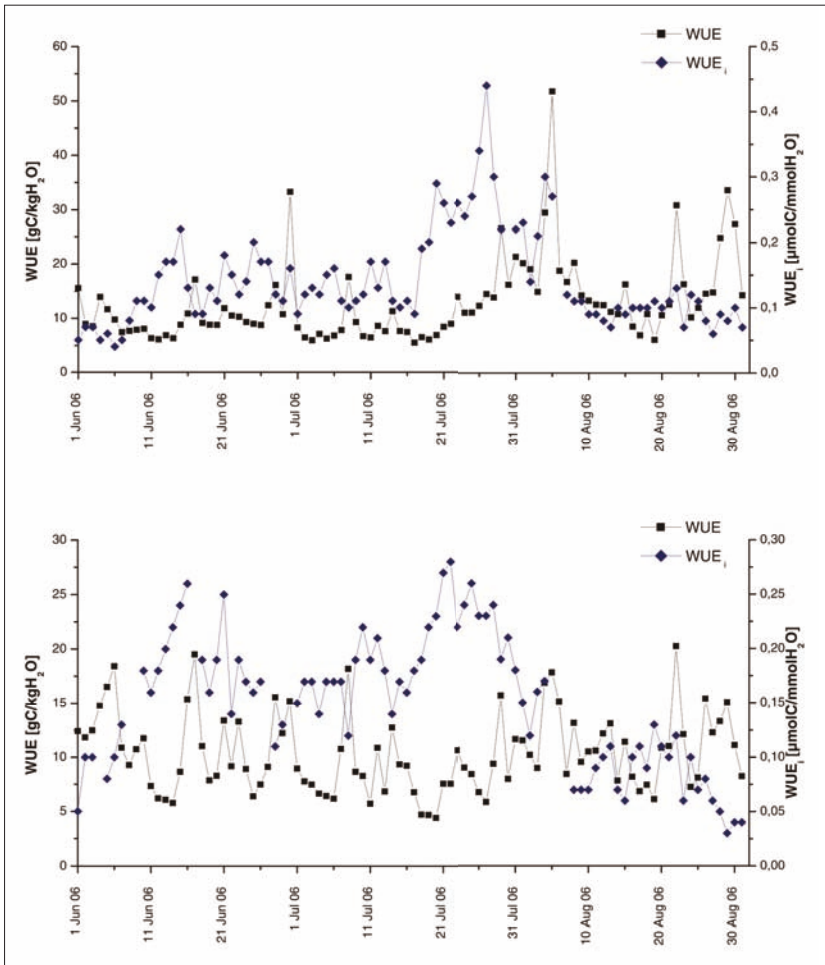 WUE
WUEi
60
50
40
30
20
10
0
WUE [gC/kgH2O]
0,5
0,4
0,3
0,2
0,1
0,0
WUEi [µmolC/mmolH2O]
1 Jun 06
11 Jun 06
21 Jun 06
1 Jul 06
11 Jul 06
21 Jul 06
31 Jul 06
10 Aug 06
20 Aug 06
30 Aug 06
WUE
WUEi
30
25
20
15
10
5
0
WUE [gC/kgH2O]
0,30
0,25
0,20
0,15
0,10
0,05
0,00
WUEi [µmolC/mmolH2O]
1 Jun 06
11 Jun 06
21 Jun 06
1 Jul 06
11 Jul 06
21 Jul 06
31 Jul 06
10 Aug 06
20 Aug 06
30 Aug 06